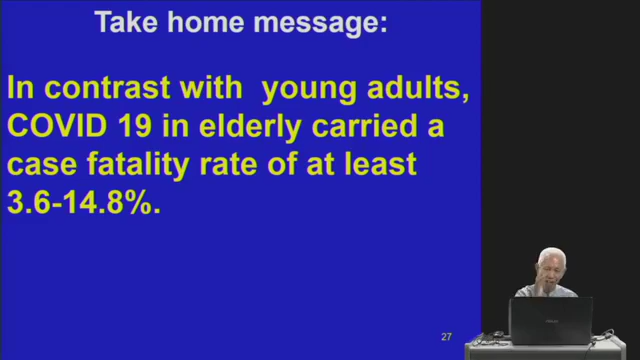 Take home message:
In contrast with young adults,
COVID 19 in elderly carried a
case fatality rate of at least
3.6-14.8%.
27